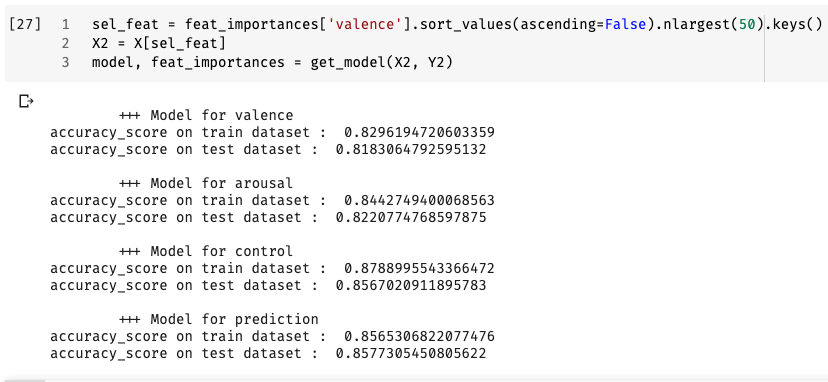 [27] 1 sel_feat = feat_importances['valence'].sort_values(ascending=False).nlargest(50).keys()
2 X2 = X[sel_feat]
3 model, feat_importances = get_model(X2, Y2)
+++ Model for valence
accuracy_score on train dataset : 0.8296194720603359
accuracy_score on test dataset : 0.8183064792595132
+++ Model for arousal
accuracy_score on train dataset : 0.8442749400068563
accuracy_score on test dataset : 0.8220774768597875
+++ Model for control
accuracy_score on train dataset : 0.8788995543366472
accuracy_score on test dataset : 0.8567020911895783
+++ Model for prediction
accuracy_score on train dataset : 0.8565306822077476
accuracy_score on test dataset : 0.8577305450805622